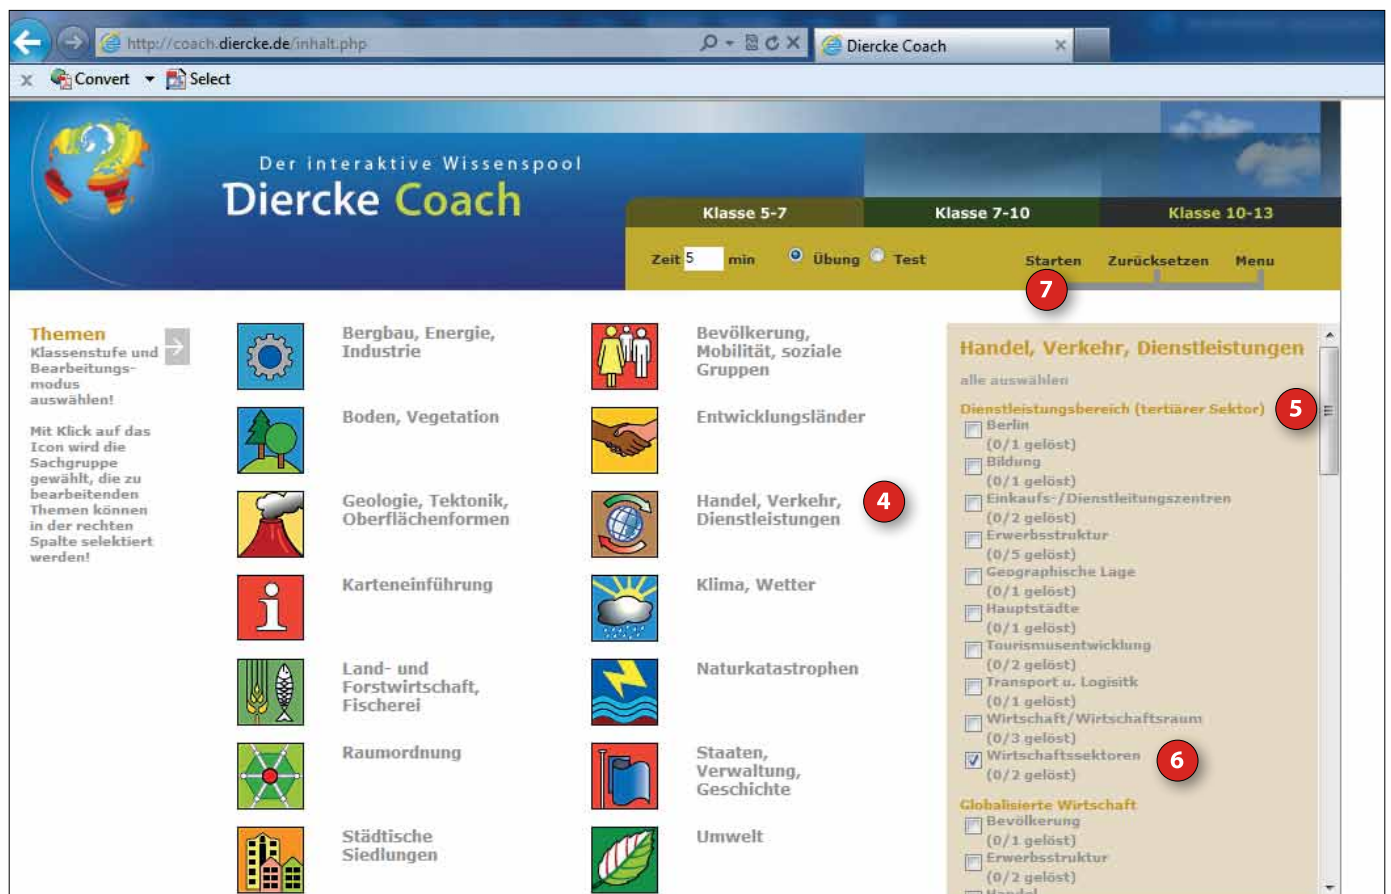 http://coach.diercke.de/inhalt.php
Diercke Coach
x Convert Select
Der interaktive Wissenspool
Diercke Coach
Klasse 5-7
Klasse 7-10
Klasse 10-13
Zeit 5 min Übung Test
Starten Zurücksetzen Menu
7
Themen
Klassenstufe und
Bearbeitungs-
modus
auswählen!
Mit Klick auf das
Icon wird die
Sachgruppe
gewählt, die zu
bearbeitenden
Themen können
in der rechten
Spalte selektiert
werden!
Bergbau, Energie,
Industrie
Boden, Vegetation
Geologie, Tektonik,
Oberflächenformen
Karteneinführung
Land- und
Forstwirtschaft,
Fischerei
Raumordnung
Städtische
Siedlungen
Bevölkerung,
Mobilität, soziale
Gruppen
Entwicklungsländer
Handel, Verkehr,
Dienstleistungen
4
Klima, Wetter
Naturkatastrophen
Staaten,
Verwaltung,
Geschichte
Umwelt
Handel, Verkehr, Dienstleistungen
alle auswählen
Dienstleistungsbereich (tertiärer Sektor) 5
Berlin
(0/1 gelöst)
Bildung
(0/1 gelöst)
Einkaufs-/Dienstleitungszentren
(0/2 gelöst)
Erwerbsstruktur
(0/5 gelöst)
Geographische Lage
(0/1 gelöst)
Hauptstädte
(0/1 gelöst)
Tourismusentwicklung
(0/2 gelöst)
Transport u. Logisitk
(0/1 gelöst)
Wirtschaft/Wirtschaftsraum
(0/3 gelöst)
Wirtschaftssektoren
(0/2 gelöst)
6
Globalisierte Wirtschaft
Bevölkerung
(0/1 gelöst)
Erwerbsstruktur
(0/2 gelöst)
Handel